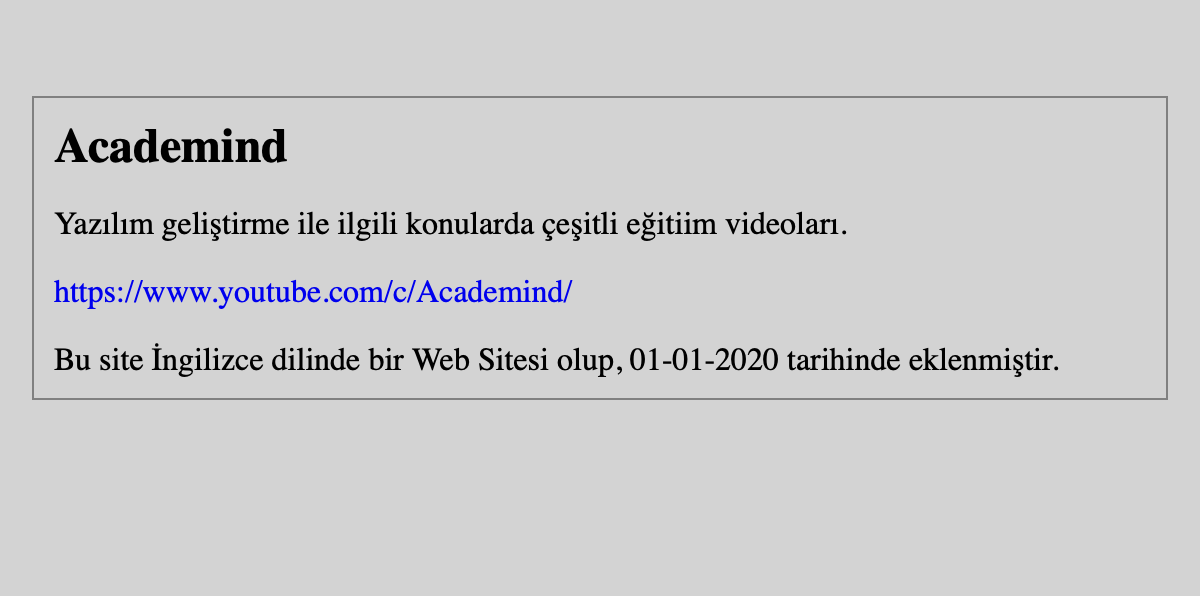 Academind
Yazılım geliştirme ile ilgili konularda çeşitli eğitiim videoları.
https://www.youtube.com/c/Academind/
Bu site İngilizce dilinde bir Web Sitesi olup, 01-01-2020 tarihinde eklenmiştir.